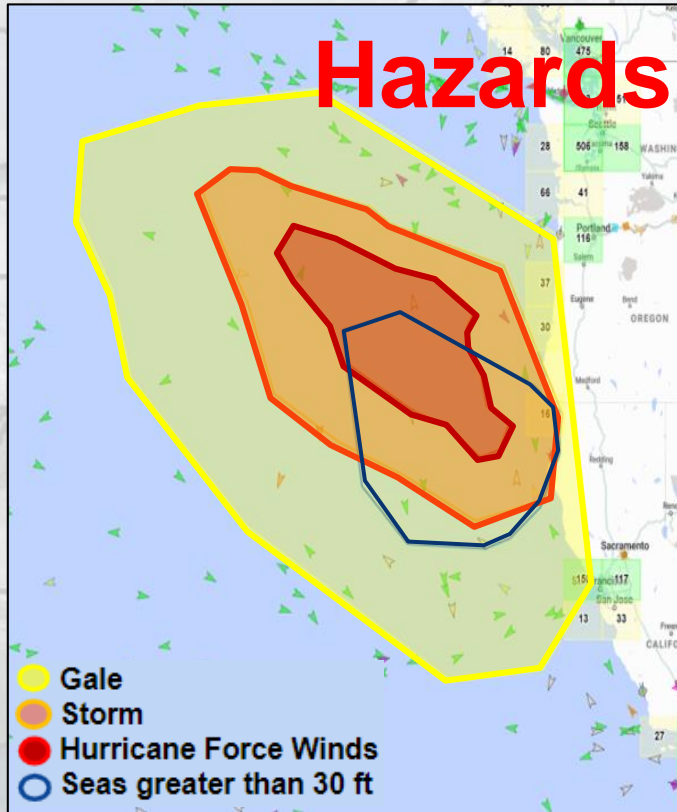 Hazards
14
80
Vancouver
475
Seattle
28
506
158
WASHIN
Yakima
66
41
Portland
116
Salem
37
Eugene
Bend
OREGON
30
Medford
16
Redding
Sacramento
117
San Jose
13
33
CALIF
27
Gale
Storm
Hurricane Force Winds
Seas greater than 30 ft